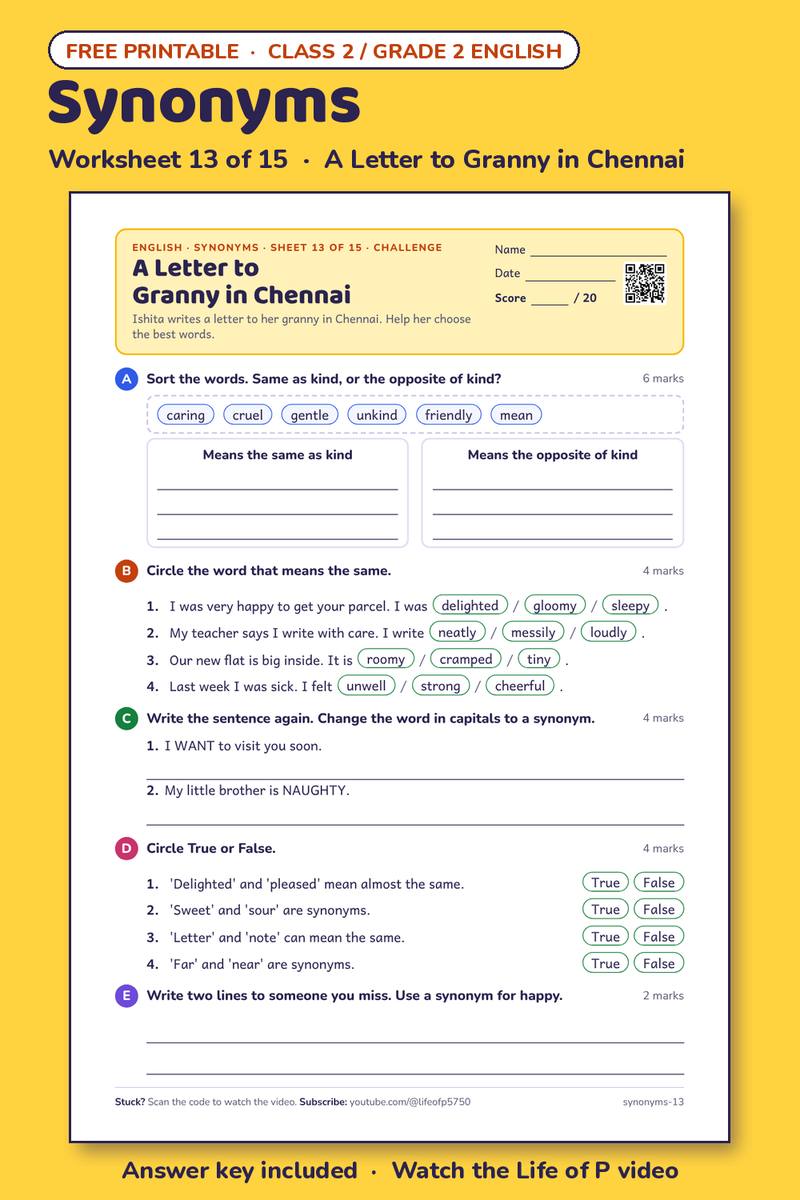 FREE PRINTABLE · CLASS 2 / GRADE 2 ENGLISH
Synonyms
Worksheet 13 of 15 · A Letter to Granny in Chennai
ENGLISH · SYNONYMS · SHEET 13 OF 15 · CHALLENGE
A Letter to
Granny in Chennai
Ishita writes a letter to her granny in Chennai. Help her choose
the best words.
Name
Date
Score / 20
A Sort the words. Same as kind, or the opposite of kind? 6 marks
caring cruel gentle unkind friendly mean
Means the same as kind Means the opposite of kind
B Circle the word that means the same. 4 marks
1. I was very happy to get your parcel. I was delighted / gloomy / sleepy .
2. My teacher says I write with care. I write neatly / messily / loudly .
3. Our new flat is big inside. It is roomy / cramped / tiny .
4. Last week I was sick. I felt unwell / strong / cheerful .
C Write the sentence again. Change the word in capitals to a synonym. 4 marks
1. I WANT to visit you soon.
2. My little brother is NAUGHTY.
D Circle True or False. 4 marks
1. 'Delighted' and 'pleased' mean almost the same. True False
2. 'Sweet' and 'sour' are synonyms. True False
3. 'Letter' and 'note' can mean the same. True False
4. 'Far' and 'near' are synonyms. True False
E Write two lines to someone you miss. Use a synonym for happy. 2 marks
Stuck? Scan the code to watch the video. Subscribe: youtube.com/@lifeofp5750 synonyms-13
Answer key included · Watch the Life of P video